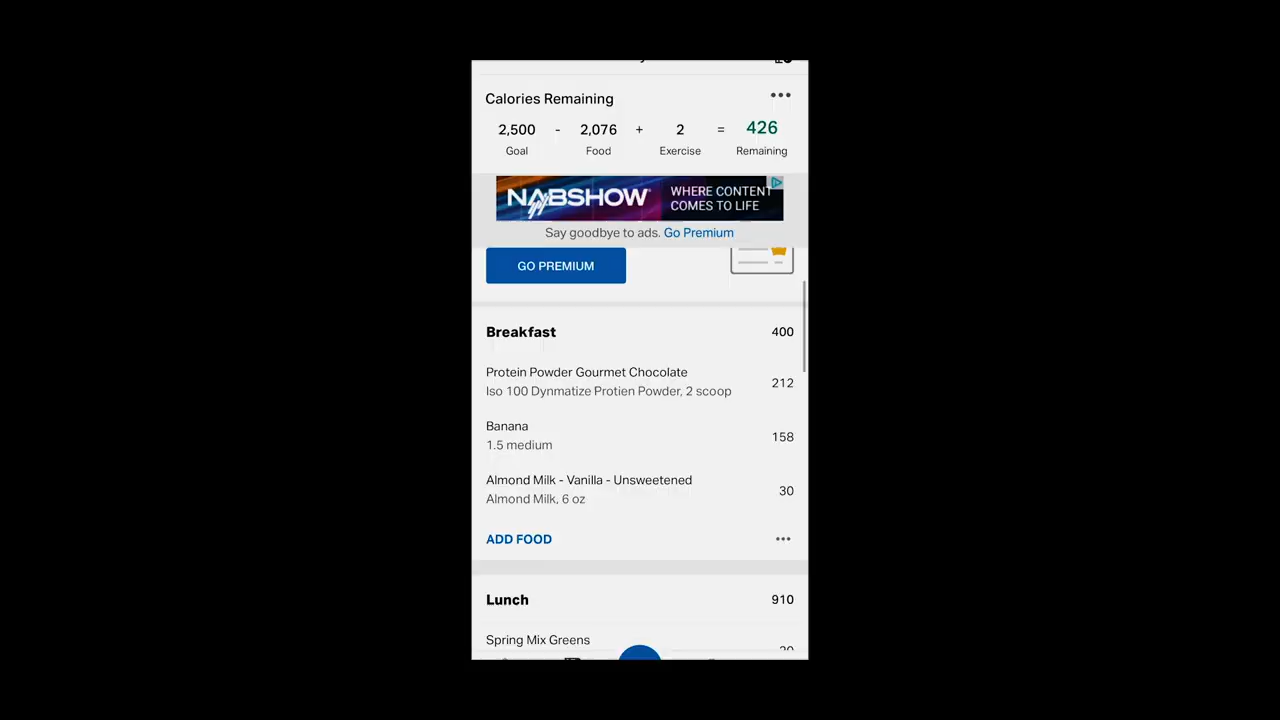 Calories Remaining
•••
2,500 - 2,076 + 2 = 426
Goal Food Exercise Remaining
NABSHOW
WHERE CONTENT
COMES TO LIFE
Say goodbye to ads. Go Premium
GO PREMIUM
Breakfast 400
Protein Powder Gourmet Chocolate
Iso 100 Dynmatize Protien Powder, 2 scoop
212
Banana
1.5 medium
158
Almond Milk - Vanilla - Unsweetened
Almond Milk, 6 oz
30
ADD FOOD •••
Lunch 910
Spring Mix Greens